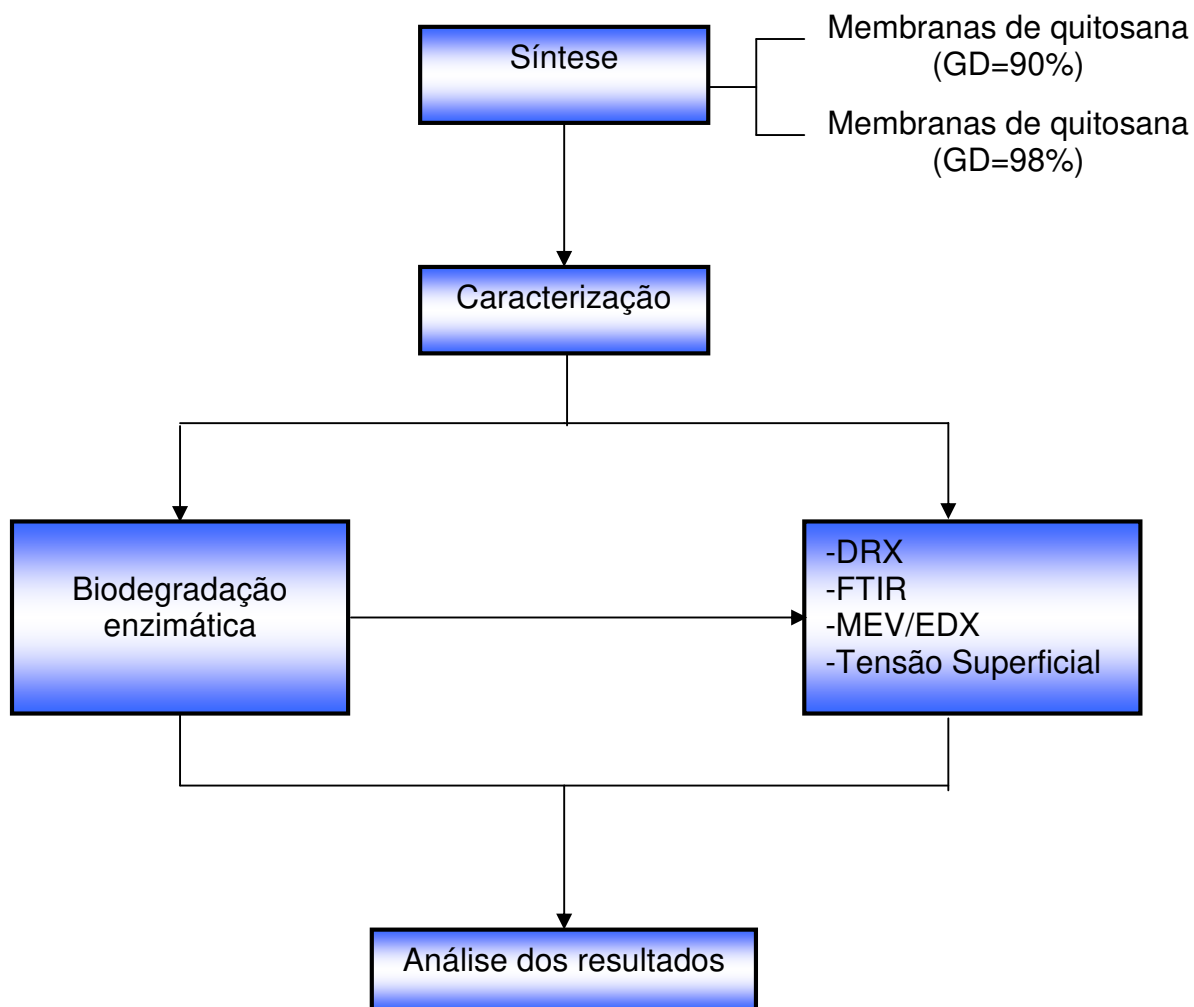 Síntese
Membranas de quitosana
(GD=90%)
Membranas de quitosana
(GD=98%)
Caracterização
Biodegradação
enzimática
-DRX
-FTIR
-MEV/EDX
-Tensão Superficial
Análise dos resultados